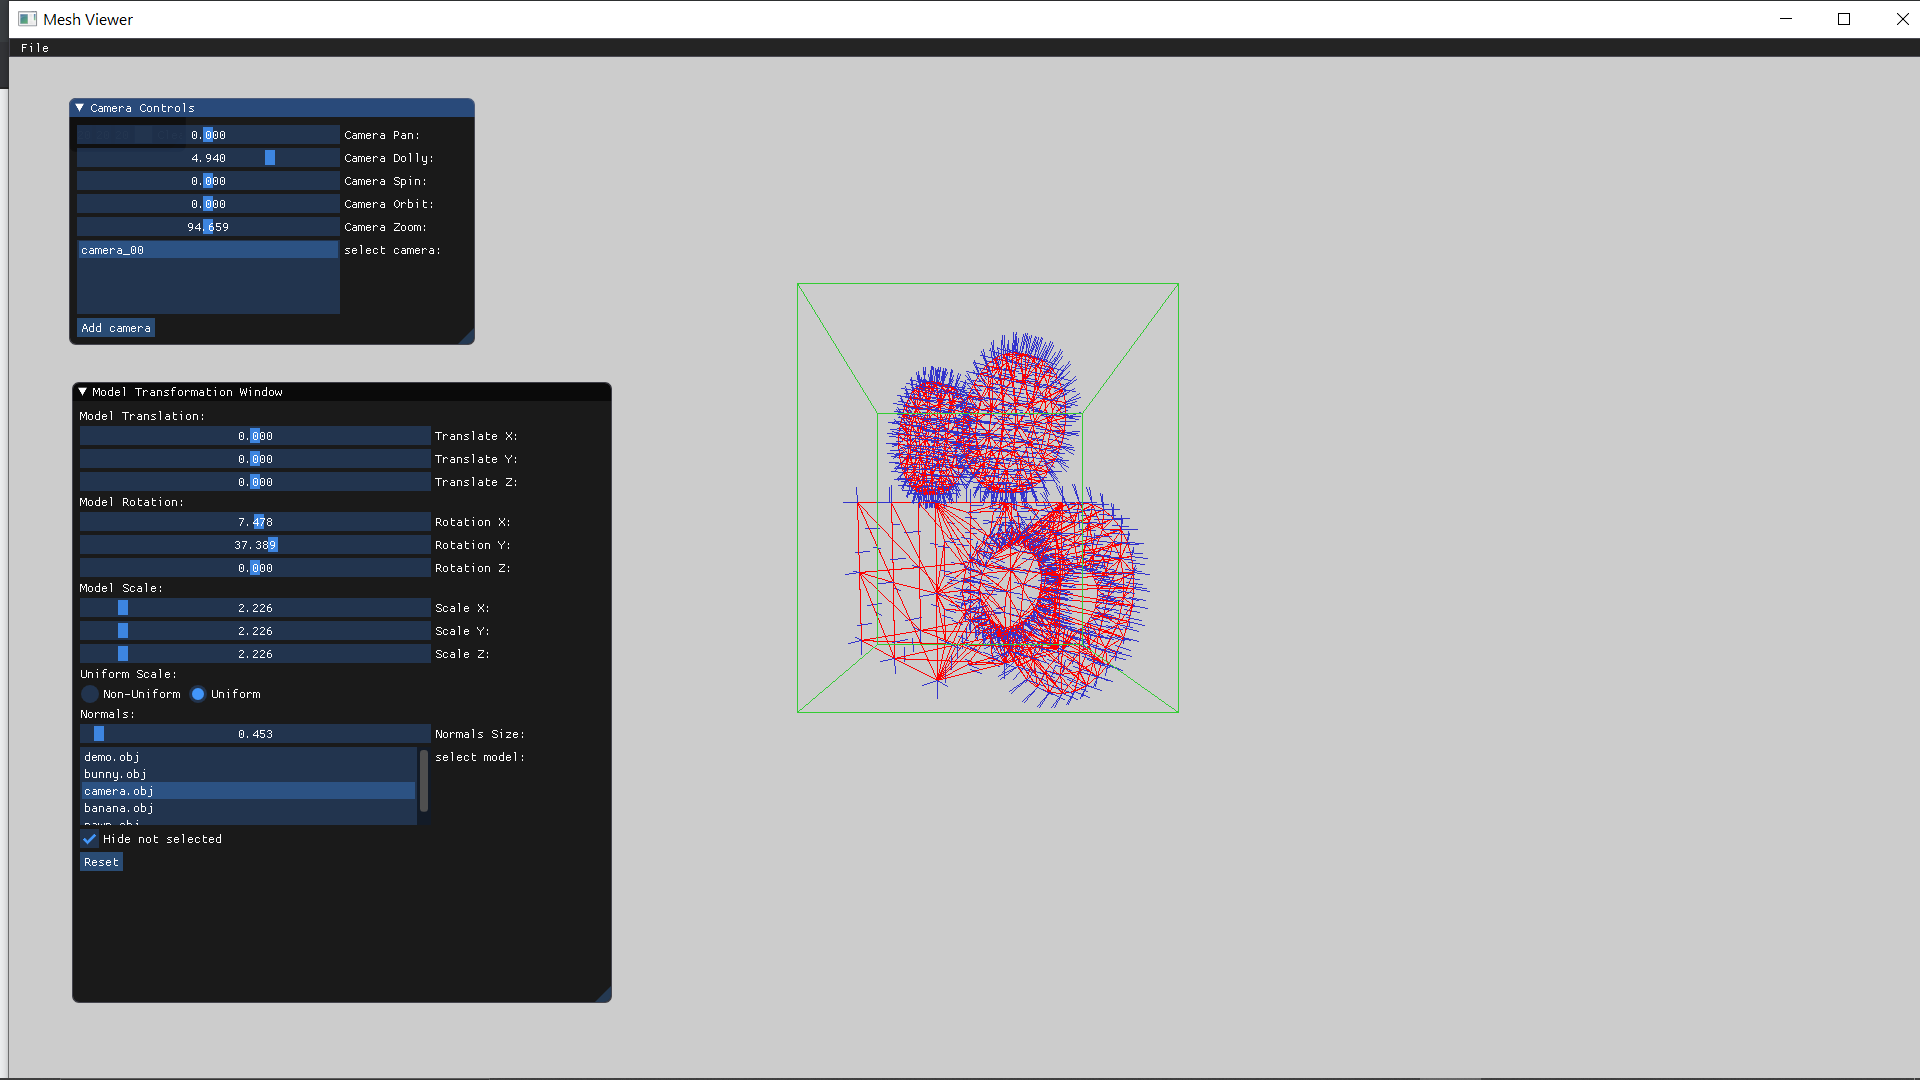 Mesh Viewer
File
Camera Controls
0.000 Camera Pan:
4.940 Camera Dolly:
0.000 Camera Spin:
0.000 Camera Orbit:
94.659 Camera Zoom:
camera_00 select camera:
Add camera
Model Transformation Window
Model Translation:
0.000 Translate X:
0.000 Translate Y:
0.000 Translate Z:
Model Rotation:
7.478 Rotation X:
37.389 Rotation Y:
0.000 Rotation Z:
Model Scale:
2.226 Scale X:
2.226 Scale Y:
2.226 Scale Z:
Uniform Scale:
Non-Uniform Uniform
Normals:
0.453 Normals Size:
demo.obj select model:
bunny.obj
camera.obj
banana.obj
Hide not selected
Reset